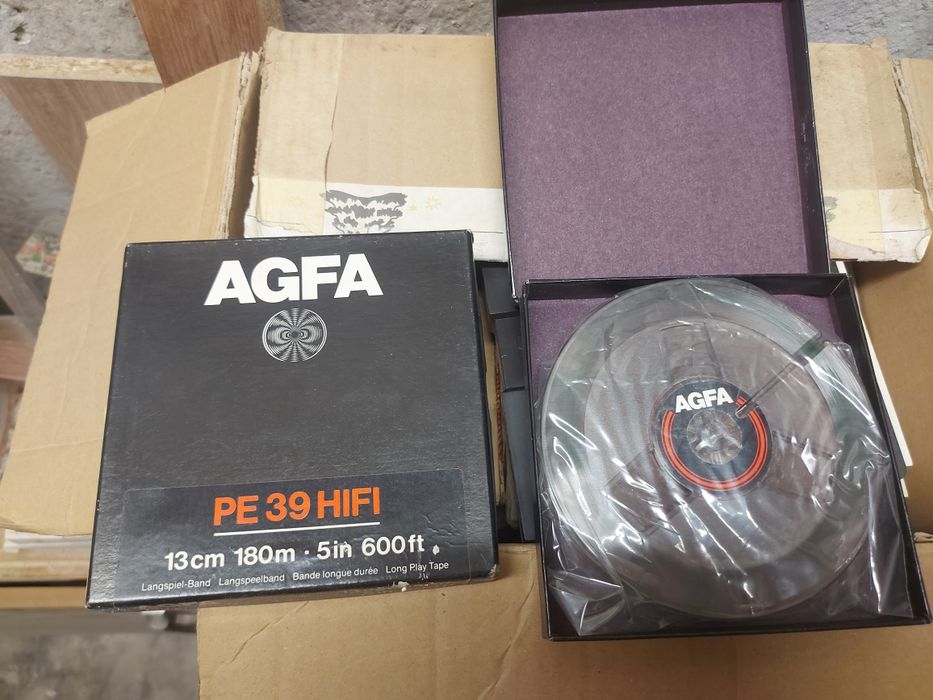 AGFA
PE 39 HIFI
13cm 180m · 5in 600ft
Langspiel-Band Langspeelband Bande longue durée Long Play Tape
AGFA